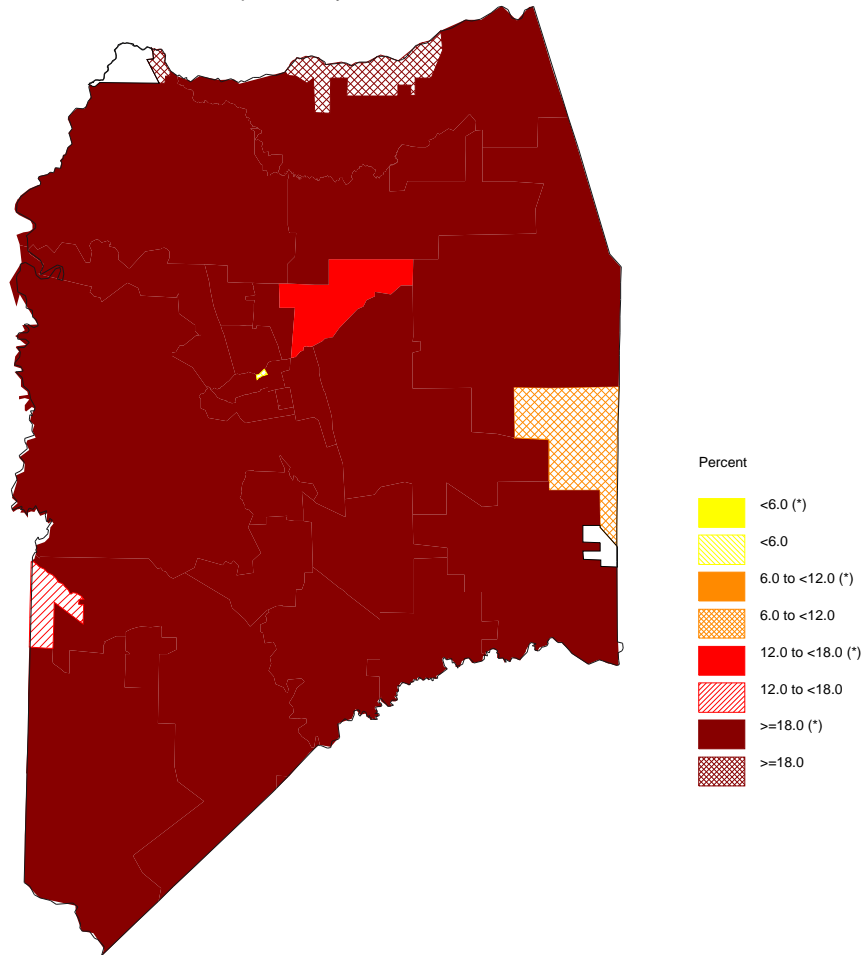 Percent
<6.0 (*)
<6.0
6.0 to <12.0 (*)
6.0 to <12.0
12.0 to <18.0 (*)
12.0 to <18.0
>=18.0 (*)
>=18.0